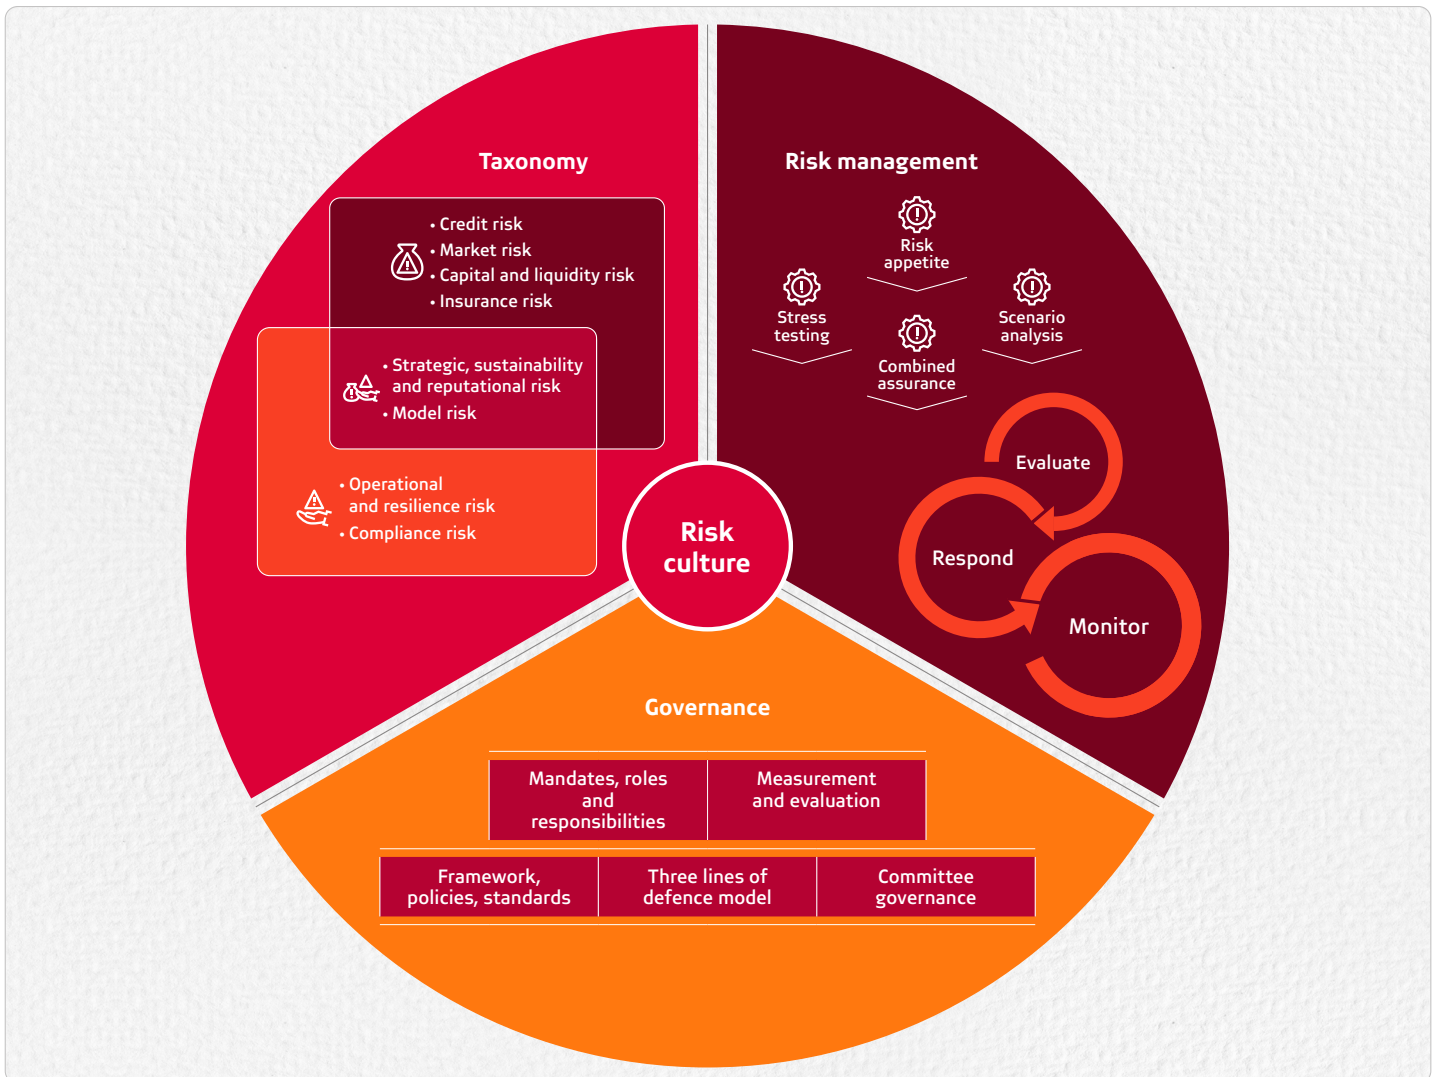 Taxonomy
• Credit risk
• Market risk
• Capital and liquidity risk
• Insurance risk
• Strategic, sustainability
and reputational risk
• Model risk
• Operational
and resilience risk
• Compliance risk
Risk management
Risk
appetite
Stress
testing
Scenario
analysis
Combined
assurance
Evaluate
Respond
Monitor
Risk
culture
Governance
Mandates, roles
and
responsibilities
Measurement
and evaluation
Framework,
policies, standards
Three lines of
defence model
Committee
governance